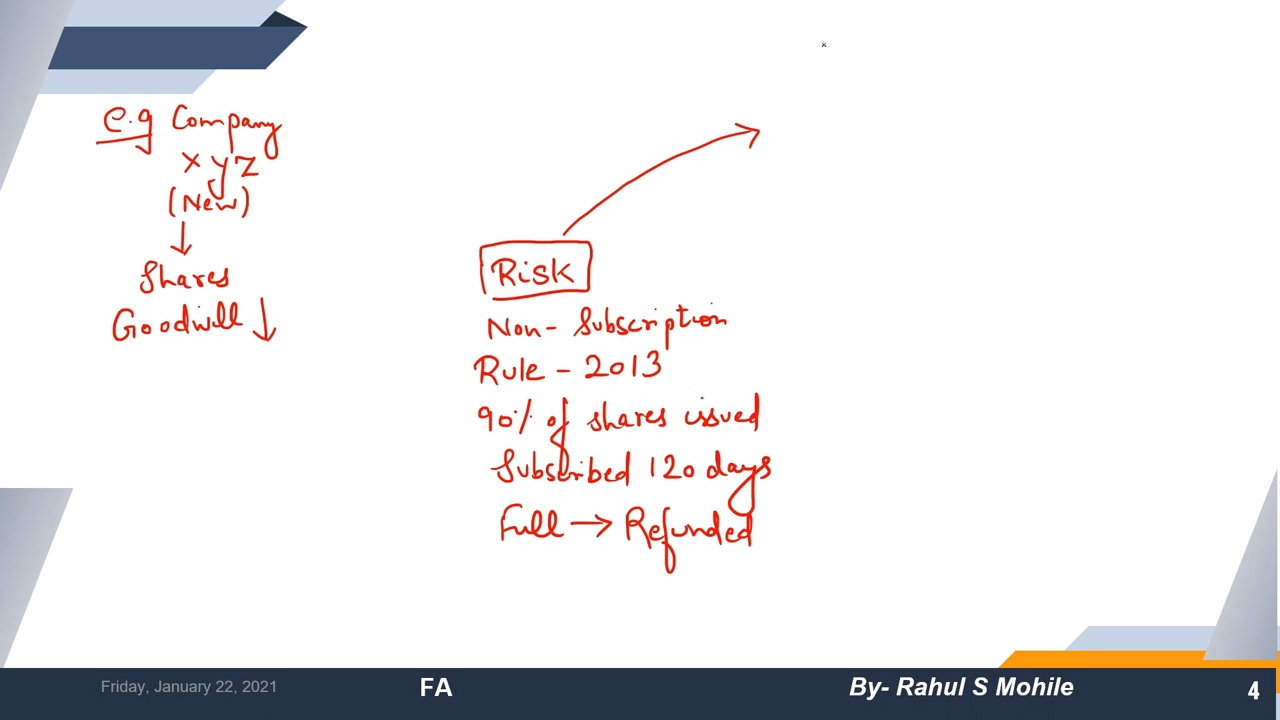 e.g Company
xyz
(New)
Shares
Goodwill
Risk
Non - Subscription
Rule - 2013
90% of shares issued
Subscribed 120 days
Full → Refunded
Friday, January 22, 2021
FA
By- Rahul S Mohile
4